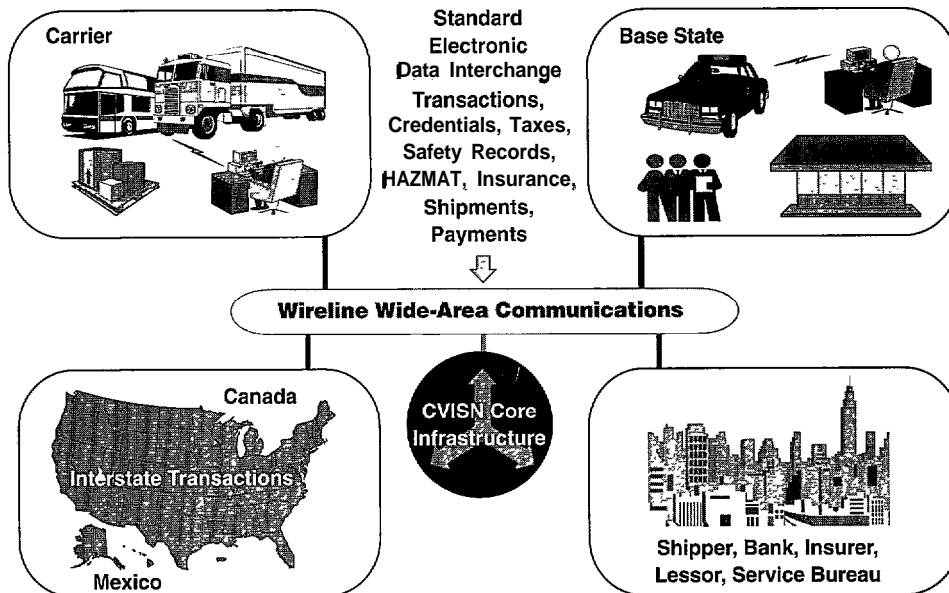 Carrier
Standard
Electronic
Data Interchange
Transactions,
Credentials, Taxes,
Safety Records,
HAZMAT, Insurance,
Shipments,
Payments
Base State
Wireline Wide-Area Communications
Canada
Interstate Transactions
Mexico
CVISN Core
Infrastructure
Shipper, Bank, Insurer,
Lessor, Service Bureau